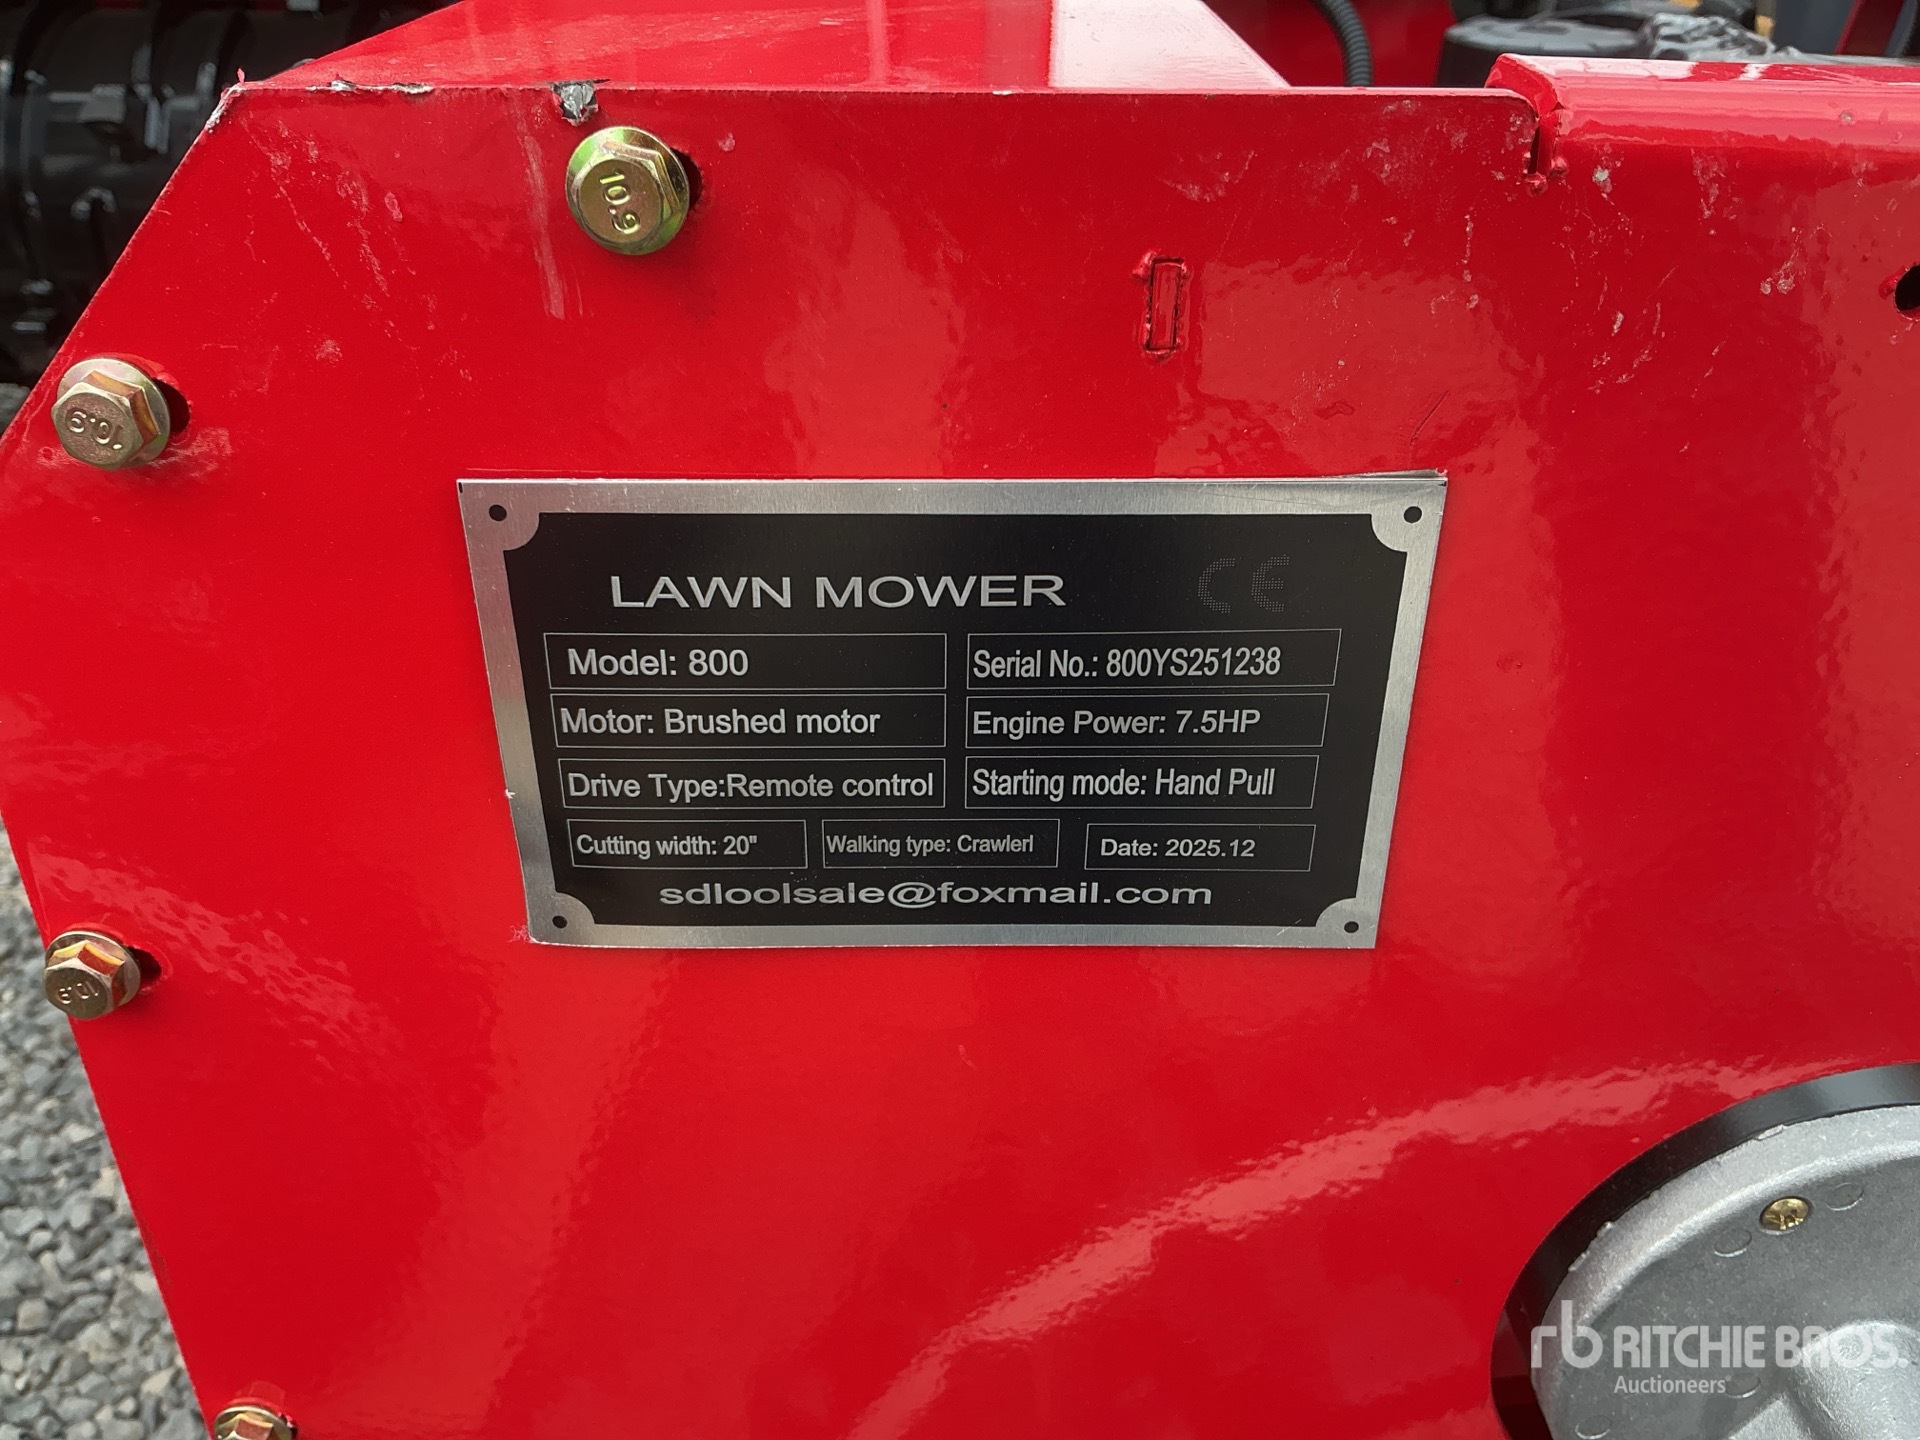 10.9
10.9
LAWN MOWER CE
Model: 800 Serial No.: 800YS251238
Motor: Brushed motor Engine Power: 7.5HP
Drive Type:Remote control Starting mode: Hand Pull
Cutting width: 20" Walking type: Crawlerl Date: 2025.12
sdloolsale@foxmail.com
10.9
rb RITCHIE BROS.
Auctioneers